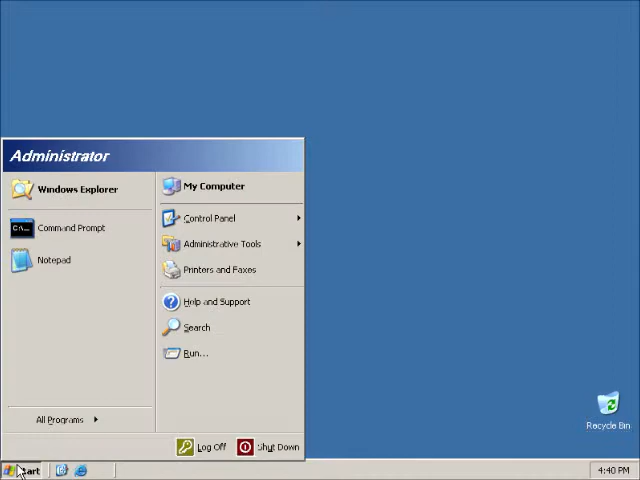 Administrator
Windows Explorer
Command Prompt
Notepad
All Programs
My Computer
Control Panel
Administrative Tools
Printers and Faxes
Help and Support
Search
Run...
Log Off
Shut Down
Recycle Bin
4:40 PM